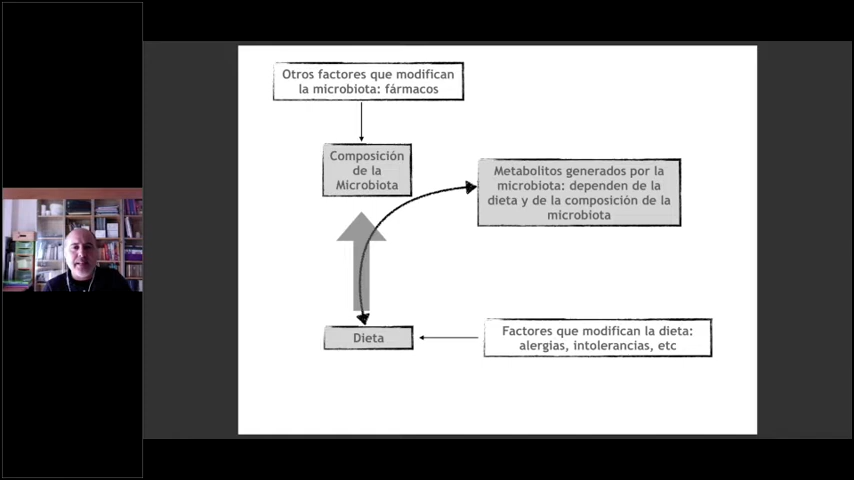 Otros factores que modifican
la microbiota: fármacos
Composición
de la
Microbiota
Metabolitos generados por la
microbiota: dependen de la
dieta y de la composición de la
microbiota
Dieta
Factores que modifican la dieta:
alergias, intolerancias, etc